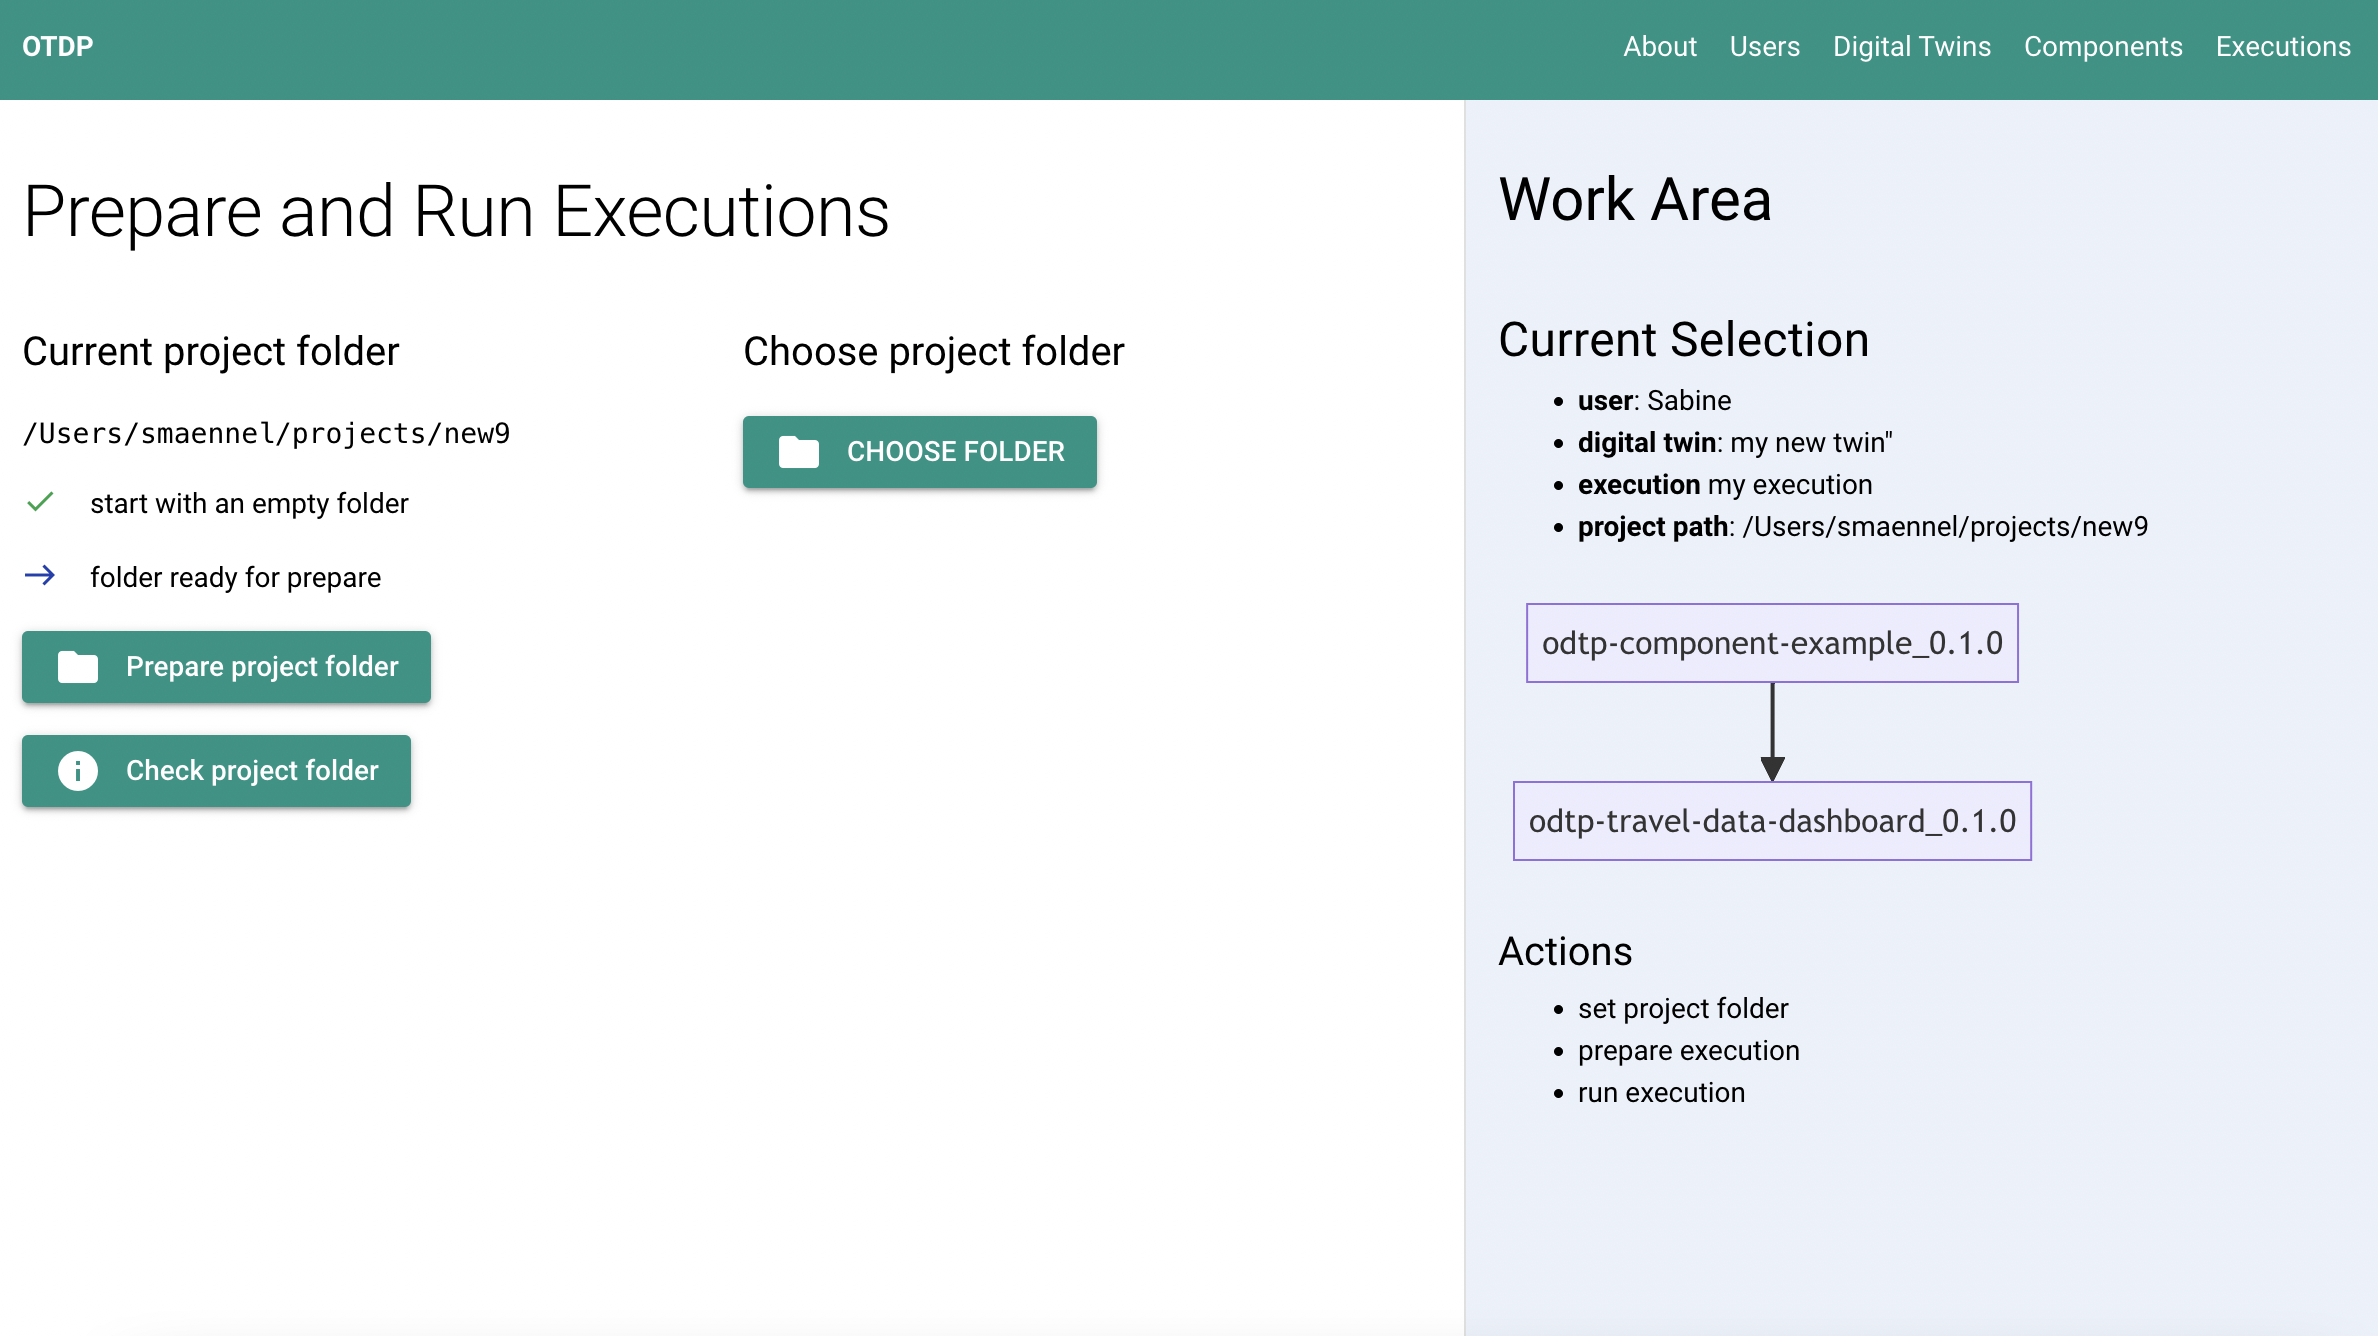 OTDP
About Users Digital Twins Components Executions
Prepare and Run Executions
Current project folder
/Users/smaennel/projects/new9
start with an empty folder
folder ready for prepare
Prepare project folder
Check project folder
Choose project folder
CHOOSE FOLDER
Work Area
Current Selection
user: Sabine
digital twin: my new twin"
execution my execution
project path: /Users/smaennel/projects/new9
odtp-component-example_0.1.0
odtp-travel-data-dashboard_0.1.0
Actions
set project folder
prepare execution
run execution